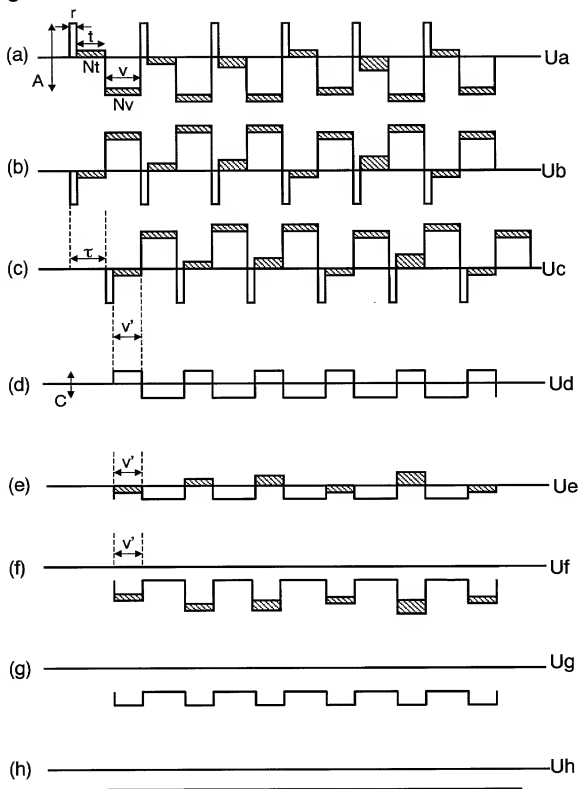 r
t
(a)
A
Nt
v
Nv
Ua
(b)
Ub
τ
(c)
Uc
v'
(d)
C
Ud
v'
(e)
Ue
v'
(f)
Uf
(g)
Ug
(h)
Uh